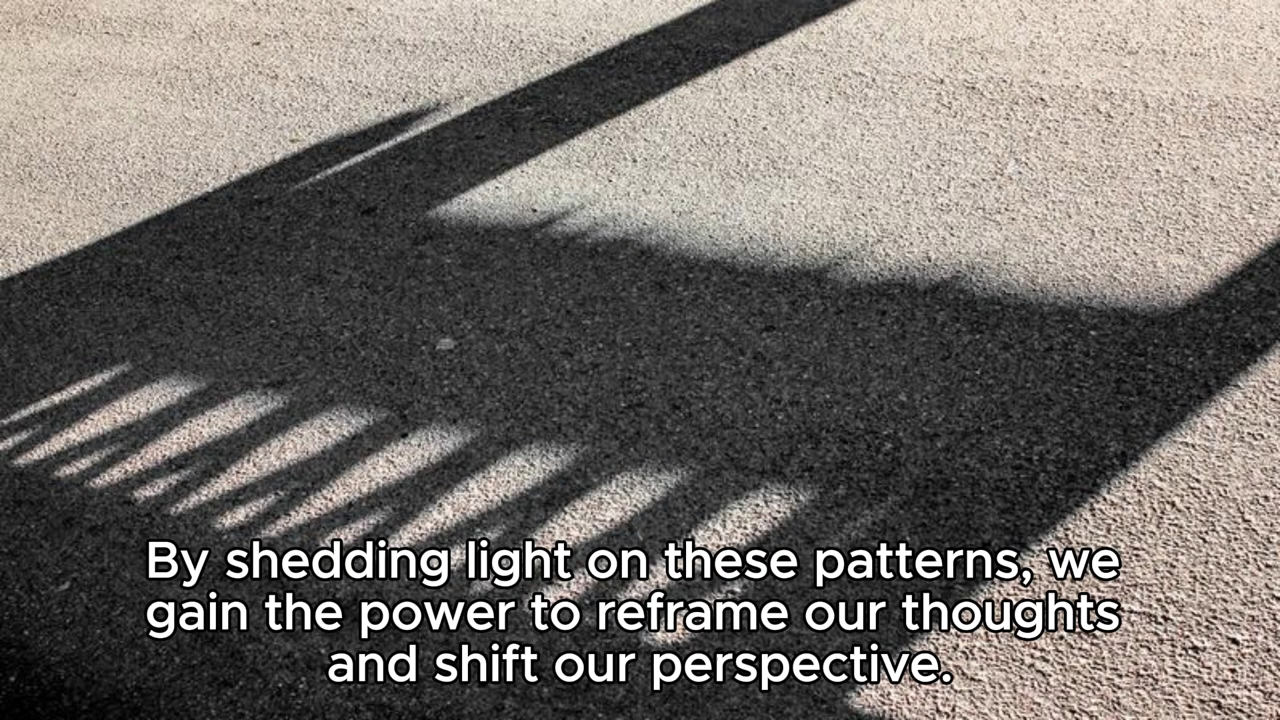 By shedding light on these patterns, we
gain the power to reframe our thoughts
and shift our perspective.